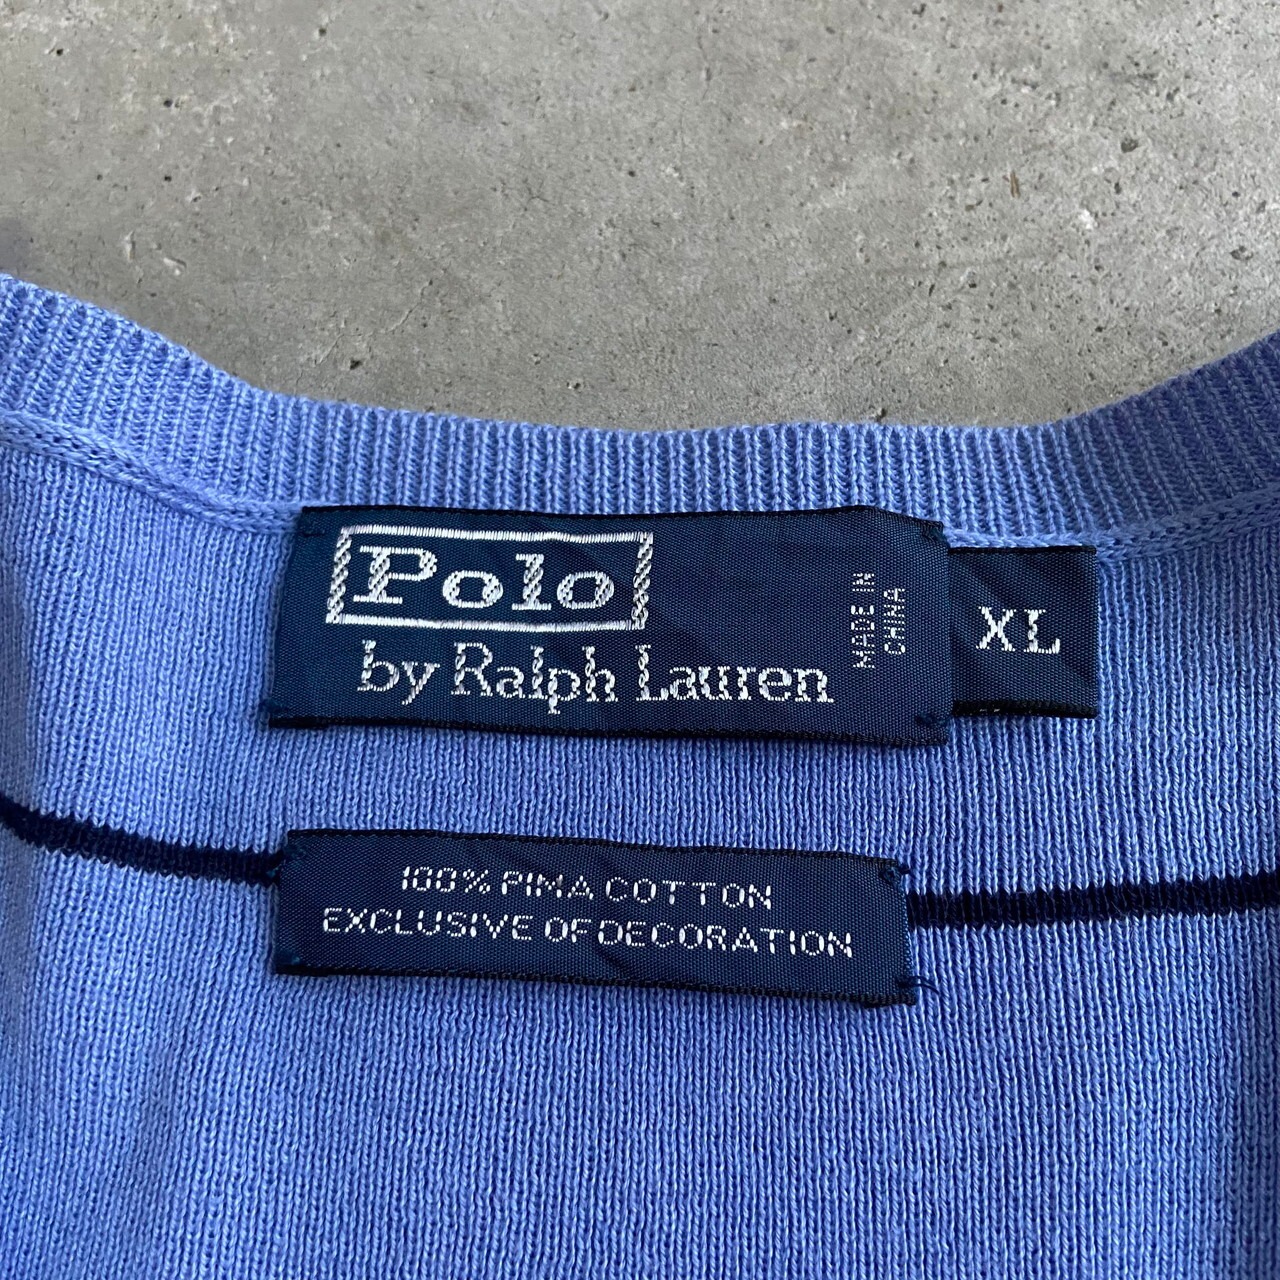 Polo
by Ralph Lauren
MADE IN
CHINA
XL
100% PIMA COTTON
EXCLUSIVE OF DECORATION